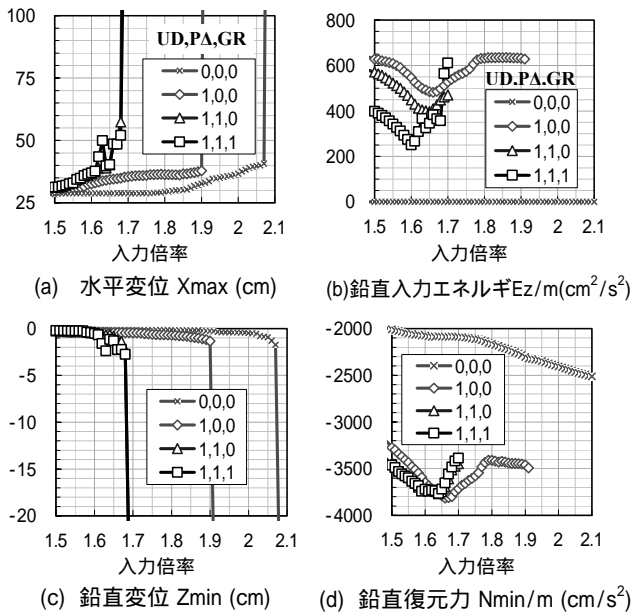 100
75
50
25
UD,PΔ,GR
0,0,0
1,0,0
1,1,0
1,1,1
1.5 1.6 1.7 1.8 1.9 2 2.1
入力倍率
(a) 水平変位 Xmax (cm)
800
600
400
200
0
UD,PΔ,GR
0,0,0
1,0,0
1,1,0
1,1,1
1.5 1.6 1.7 1.8 1.9 2 2.1
入力倍率
(b)鉛直入力エネルギEz/m(cm²/s²)
0
-5
-10
-15
-20
0,0,0
1,0,0
1,1,0
1,1,1
1.5 1.6 1.7 1.8 1.9 2 2.1
入力倍率
(c) 鉛直変位 Zmin (cm)
-2000
-2500
-3000
-3500
-4000
0,0,0
1,0,0
1,1,0
1,1,1
1.5 1.6 1.7 1.8 1.9 2 2.1
入力倍率
(d) 鉛直復元力 Nmin/m (cm/s²)